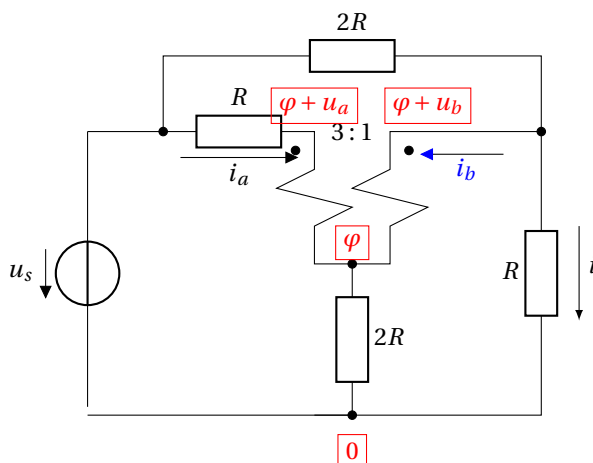 2R
R
φ + u_a
φ + u_b
3 : 1
i_a
i_b
φ
u_s
R
2R
0